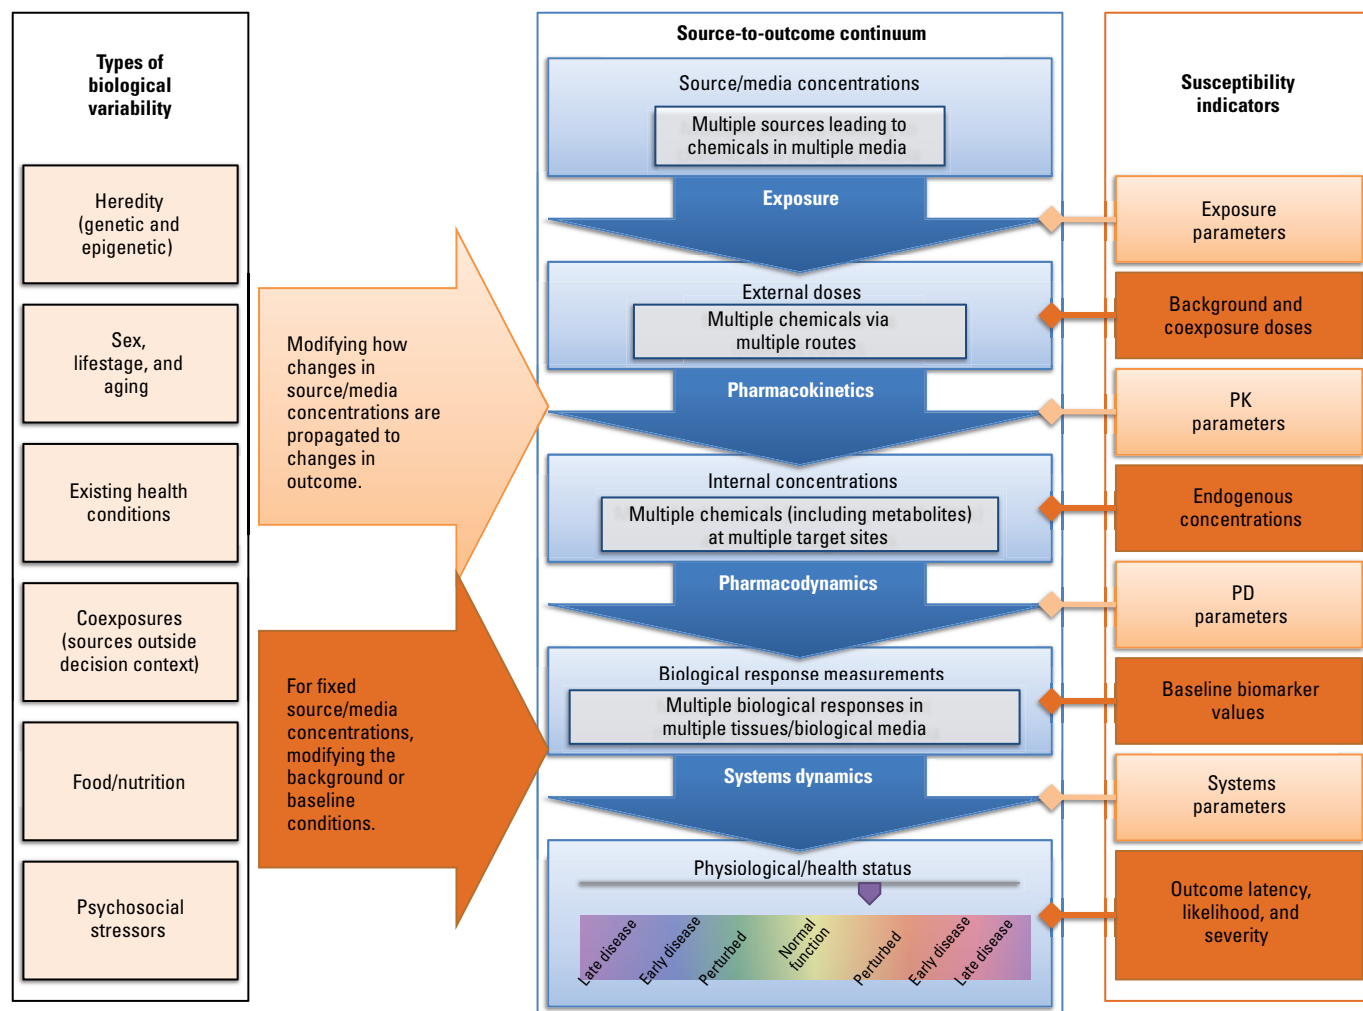 Types of
biological
variability
Heredity
(genetic and
epigenetic)
Sex,
lifestage, and
aging
Existing health
conditions
Coexposures
(sources outside
decision context)
Food/nutrition
Psychosocial
stressors
Modifying how
changes in
source/media
concentrations are
propagated to
changes in
outcome.
For fixed
source/media
concentrations,
modifying the
background or
baseline
conditions.
Source-to-outcome continuum
Source/media concentrations
Multiple sources leading to
chemicals in multiple media
Exposure
External doses
Multiple chemicals via
multiple routes
Pharmacokinetics
Internal concentrations
Multiple chemicals (including metabolites)
at multiple target sites
Pharmacodynamics
Biological response measurements
Multiple biological responses in
multiple tissues/biological media
Systems dynamics
Physiological/health status
Late disease
Early disease
Perturbed
Normal
function
Perturbed
Early disease
Late disease
Susceptibility
indicators
Exposure
parameters
Background and
coexposure doses
PK
parameters
Endogenous
concentrations
PD
parameters
Baseline biomarker
values
Systems
parameters
Outcome latency,
likelihood, and
severity